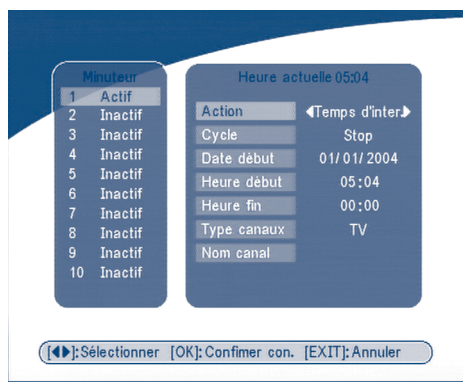 Minuteur
1 Actif
2 Inactif
3 Inactif
4 Inactif
5 Inactif
6 Inactif
7 Inactif
8 Inactif
9 Inactif
10 Inactif
Heure actuelle 05:04
Action ◀Temps d'inter.▶
Cycle Stop
Date dèbut 01/01/2004
Heure dèbut 05:04
Heure fin 00:00
Type canaux TV
Nom canal
[◀▶]:Sélectionner [OK]:Confimer con. [EXIT]:Annuler